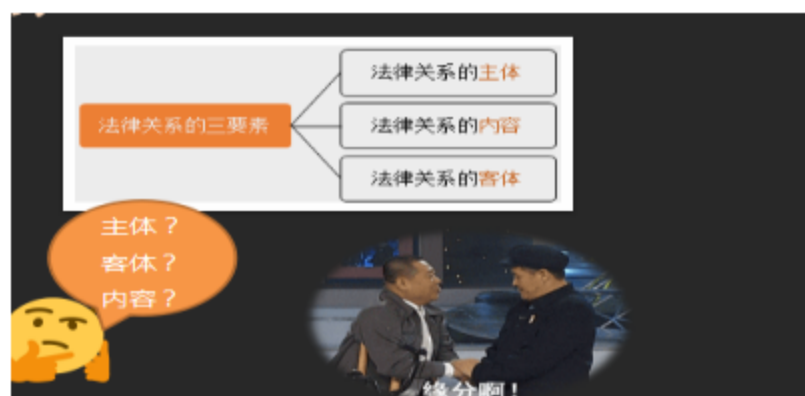 法律关系的三要素
法律关系的主体
法律关系的内容
法律关系的客体
主体？
客体？
内容？
缘分啊！